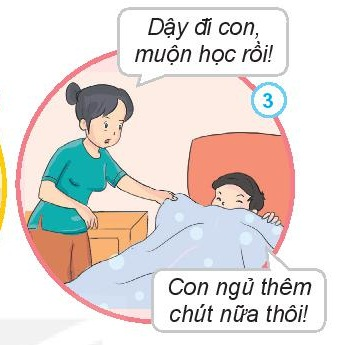 Dậy đi con,
muộn học rồi!
3
Con ngủ thêm
chút nữa thôi!